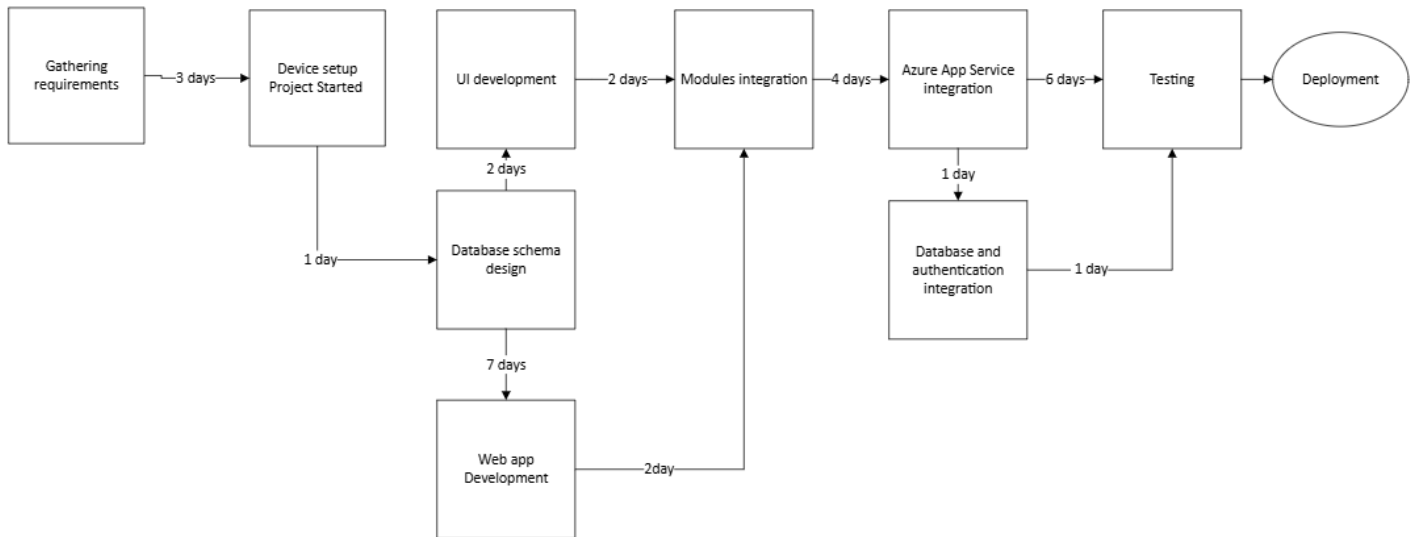 Gathering
requirements
3 days
Device setup
Project Started
UI development
2 days
Modules integration
4 days
Azure App Service
integration
6 days
Testing
Deployment
2 days
1 day
1 day
Database schema
design
Database and
authentication
integration
1 day
7 days
Web app
Development
2day